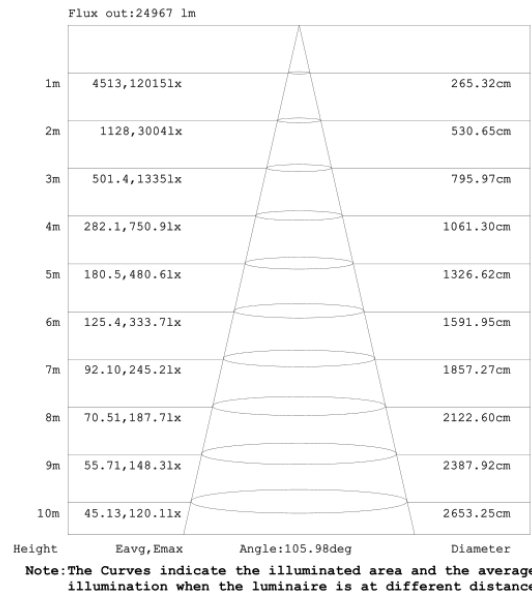 Flux out:24967 lm
1m 4513,12015lx 265.32cm
2m 1128,3004lx 530.65cm
3m 501.4,1335lx 795.97cm
4m 282.1,750.9lx 1061.30cm
5m 180.5,480.6lx 1326.62cm
6m 125.4,333.7lx 1591.95cm
7m 92.10,245.2lx 1857.27cm
8m 70.51,187.7lx 2122.60cm
9m 55.71,148.3lx 2387.92cm
10m 45.13,120.1lx 2653.25cm
Height Eavg,Emax Angle:105.98deg Diameter
Note:The Curves indicate the illuminated area and the average
illumination when the luminaire is at different distance